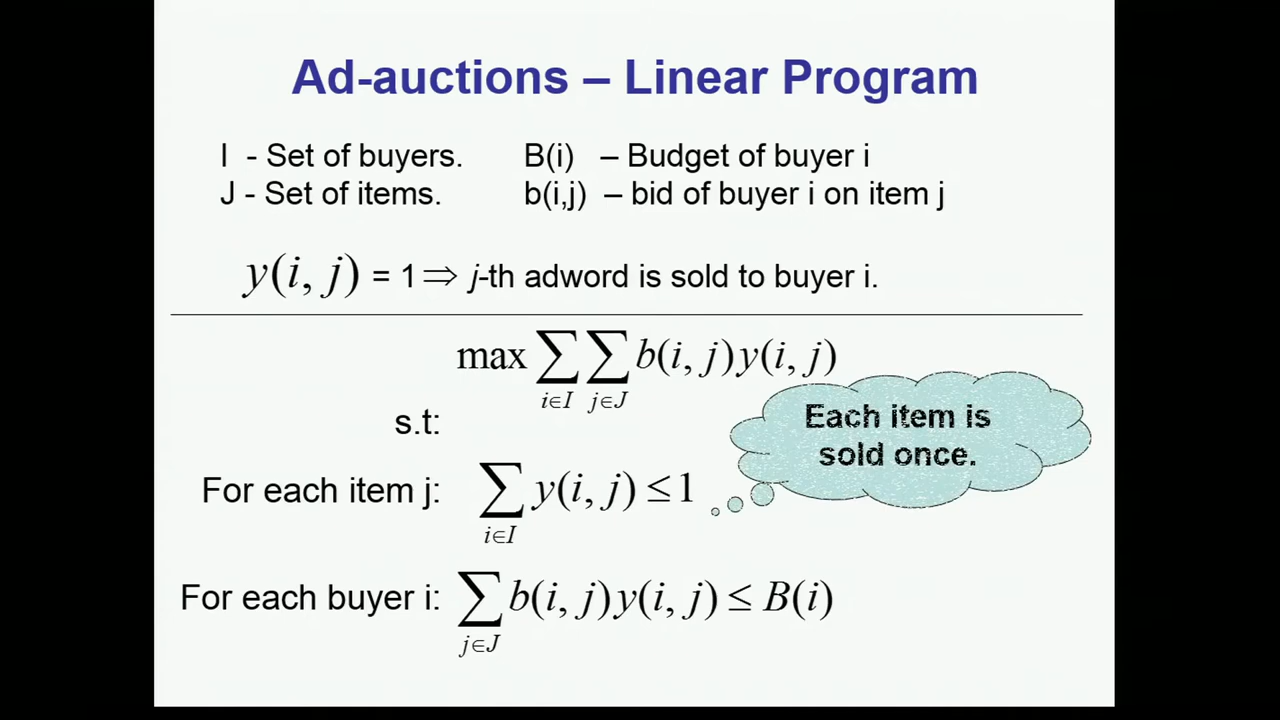 Ad-auctions – Linear Program
I - Set of buyers. B(i) – Budget of buyer i
J - Set of items. b(i,j) – bid of buyer i on item j
y(i, j) = 1 ⇒ j-th adword is sold to buyer i.
max ∑_{i∈I} ∑_{j∈J} b(i, j)y(i, j)
s.t:
Each item is
sold once.
For each item j: ∑_{i∈I} y(i, j) ≤ 1
For each buyer i: ∑_{j∈J} b(i, j)y(i, j) ≤ B(i)